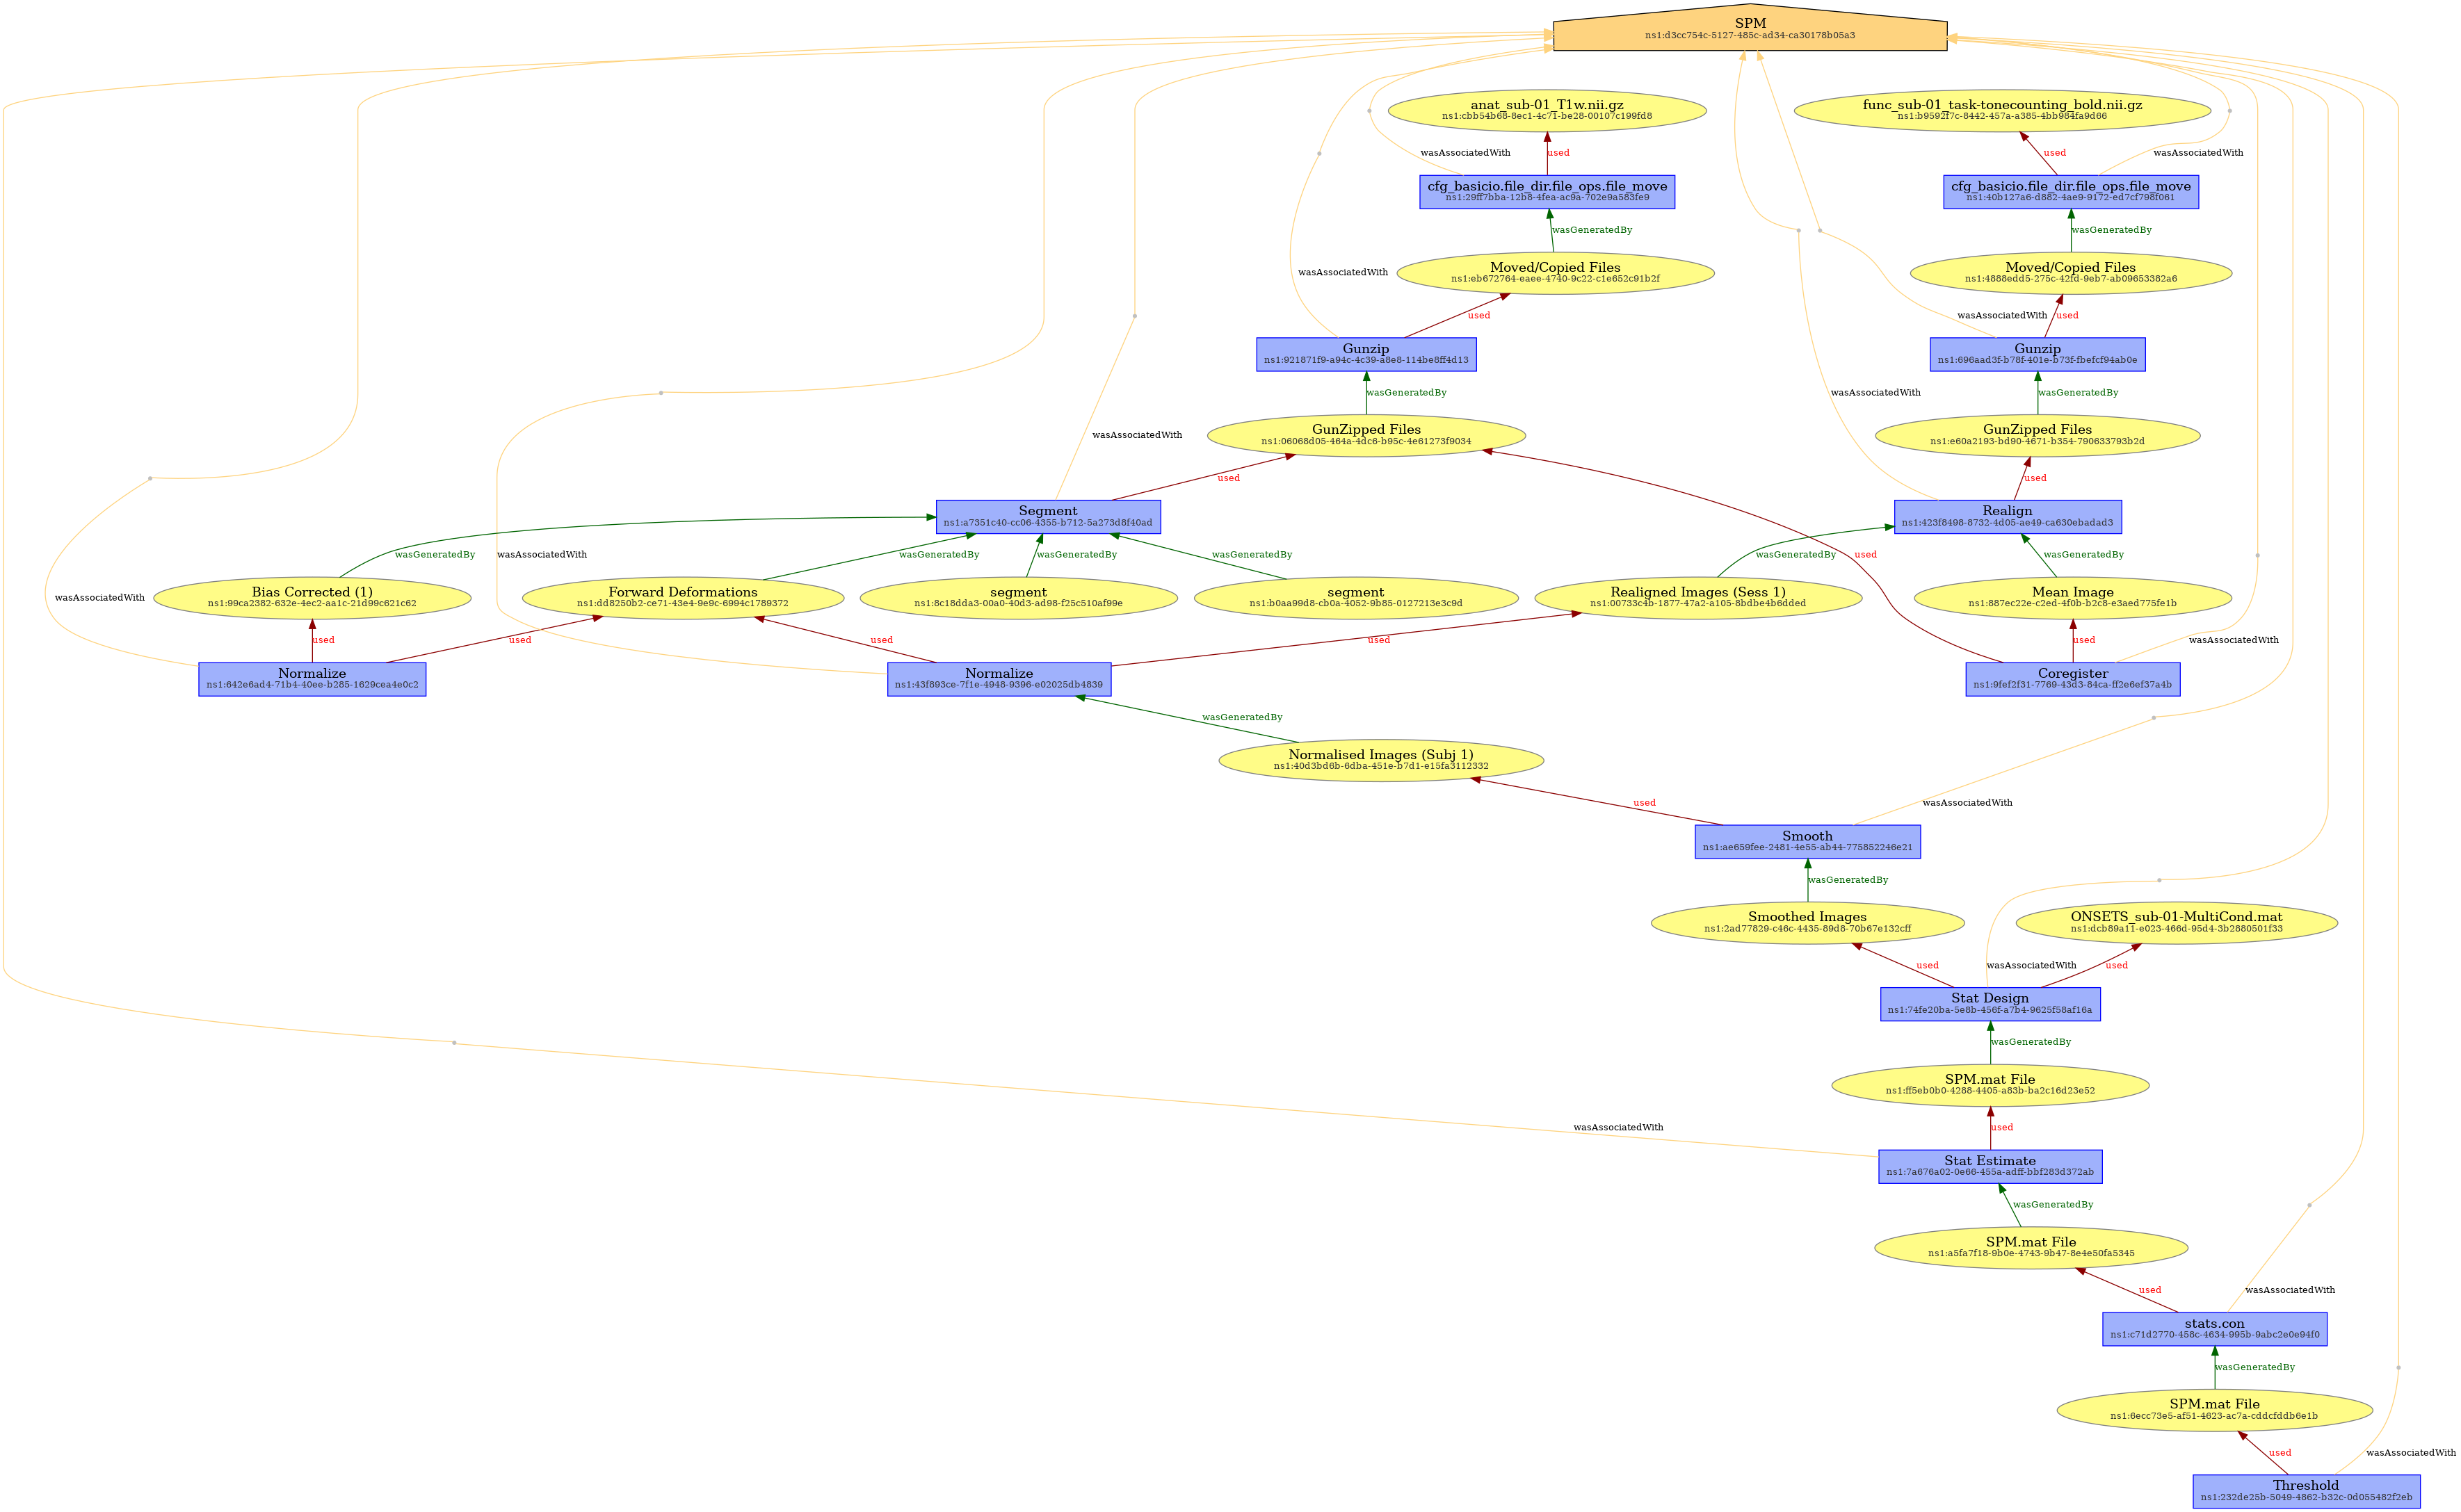 SPM
ns1:d3cc754c-5127-485c-ad34-ca30178b05a3
anat_sub-01_T1w.nii.gz
ns1:cbb54b68-8ec1-4c71-be28-00107c199fd8
func_sub-01_task-tonecounting_bold.nii.gz
ns1:b9592f7c-8442-457a-a385-4bb984fa9d66
wasAssociatedWith
used
used
wasAssociatedWith
cfg_basicio.file_dir.file_ops.file_move
ns1:29ff7bba-12b8-4fea-ac9a-702e9a583fe9
cfg_basicio.file_dir.file_ops.file_move
ns1:40b127a6-d882-4ae9-9172-ed7cf798f061
wasGeneratedBy
wasGeneratedBy
wasAssociatedWith
Moved/Copied Files
ns1:eb672764-eaee-4740-9c22-c1e652c91b2f
Moved/Copied Files
ns1:4888edd5-275c-42fd-9eb7-ab09653382a6
used
wasAssociatedWith
used
Gunzip
ns1:921871f9-a94c-4c39-a8e8-114be8ff4d13
Gunzip
ns1:696aad3f-b78f-401e-b73f-fbefcf94ab0e
wasGeneratedBy
wasAssociatedWith
wasGeneratedBy
wasAssociatedWith
GunZipped Files
ns1:06068d05-464a-4dc6-b95c-4e61273f9034
GunZipped Files
ns1:e60a2193-bd90-4671-b354-790633793b2d
used
used
Segment
ns1:a7351c40-cc06-4355-b712-5a273d8f40ad
Realign
ns1:423f8498-8732-4d05-ae49-ca630ebadad3
wasGeneratedBy
wasAssociatedWith
wasGeneratedBy
wasGeneratedBy
wasGeneratedBy
wasGeneratedBy
used
wasGeneratedBy
wasAssociatedWith
Bias Corrected (1)
ns1:99ca2382-632e-4ec2-aa1c-21d99c621c62
Forward Deformations
ns1:dd8250b2-ce71-43e4-9e9c-6994c1789372
segment
ns1:8c18dda3-00a0-40d3-ad98-f25c510af99e
segment
ns1:b0aa99d8-cb0a-4052-9b85-0127213e3c9d
Realigned Images (Sess 1)
ns1:00733c4b-1877-47a2-a105-8bdbe4b6dded
Mean Image
ns1:887ec22e-c2ed-4f0b-b2c8-e3aed775fe1b
used
used
used
used
used
wasAssociatedWith
Normalize
ns1:642e6ad4-71b4-40ee-b285-1629cea4e0c2
Normalize
ns1:43f893ce-7f1e-4948-9396-e02025db4839
Coregister
ns1:9fef2f31-7769-43d3-84ca-ff2e6ef37a4b
wasGeneratedBy
Normalised Images (Subj 1)
ns1:40d3bd6b-6dba-451e-b7d1-e15fa3112332
used
wasAssociatedWith
Smooth
ns1:ae659fee-2481-4e55-ab44-775852246e21
wasGeneratedBy
Smoothed Images
ns1:2ad77829-c46c-4435-89d8-70b67e132cff
ONSETS_sub-01-MultiCond.mat
ns1:dcb89a11-e023-466d-95d4-3b2880501f33
used
wasAssociatedWith
used
Stat Design
ns1:74fe20ba-5e8b-456f-a7b4-9625f58af16a
wasGeneratedBy
SPM.mat File
ns1:ff5eb0b0-4288-4405-a83b-ba2c16d23e52
wasAssociatedWith
used
Stat Estimate
ns1:7a676a02-0e66-455a-adff-bbf283d372ab
wasGeneratedBy
SPM.mat File
ns1:a5fa7f18-9b0e-4743-9b47-8e4e50fa5345
used
wasAssociatedWith
stats.con
ns1:c71d2770-458c-4634-995b-9abc2e0e94f0
wasGeneratedBy
SPM.mat File
ns1:6ecc73e5-af51-4623-ac7a-cddcfddb6e1b
used
wasAssociatedWith
Threshold
ns1:232de25b-5049-4862-b32c-0d055482f2eb